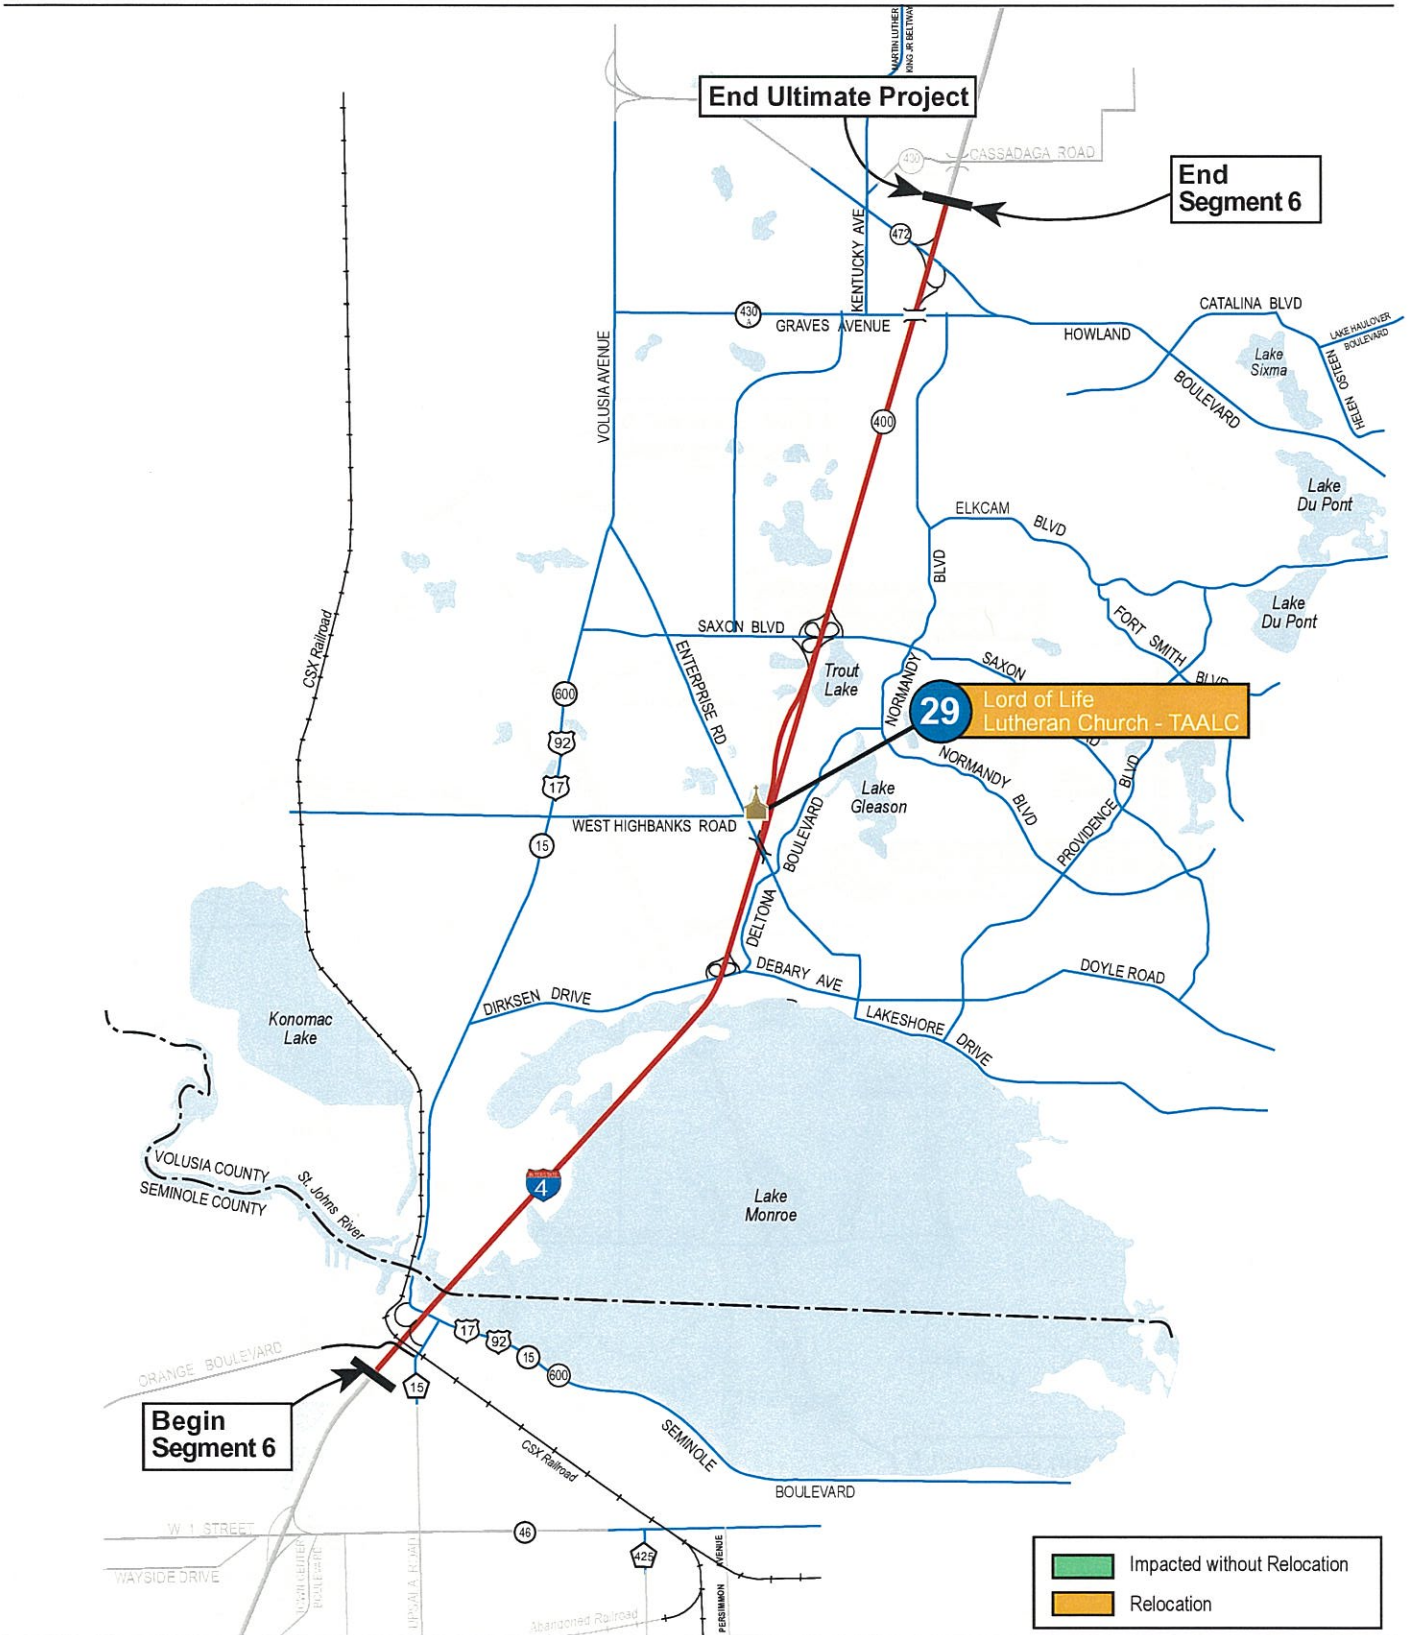 MARTIN LUTHER
KING JR BELTWAY
End Ultimate Project
430
CASSADAGA ROAD
End
Segment 6
KENTUCKY AVE
472
430
A
GRAVES AVENUE
HOWLAND
BOULEVARD
CATALINA BLVD
LAKE HAULOVER
BOULEVARD
HELEN OSTEEN
Lake
Sixma
VOLUSIA AVENUE
400
Lake
Du Pont
ELKCAM BLVD
BLVD
CSX Railroad
Lake
Du Pont
FORT SMITH BLVD
SAXON BLVD
SAXON
ENTERPRISE RD
Trout
Lake
NORMANDY
600
29
Lord of Life
Lutheran Church - TAALC
92
17
NORMANDY BLVD
Lake
Gleason
BLVD
PROVIDENCE
BOULEVARD
WEST HIGHBANKS ROAD
15
DELTONA
DEBARY AVE
DOYLE ROAD
DIRKSEN DRIVE
LAKESHORE DRIVE
Konomac
Lake
VOLUSIA COUNTY
SEMINOLE COUNTY
St. Johns River
4
Lake
Monroe
17
92
15
600
ORANGE BOULEVARD
15
Begin
Segment 6
SEMINOLE
BOULEVARD
CSX Railroad
W 1 STREET
46
425
WAYSIDE DRIVE
TOWN CENTER
BOULEVARD
UPSALA ROAD
Abandoned Railroad
PERSIMMON AVENUE
Impacted without Relocation
Relocation